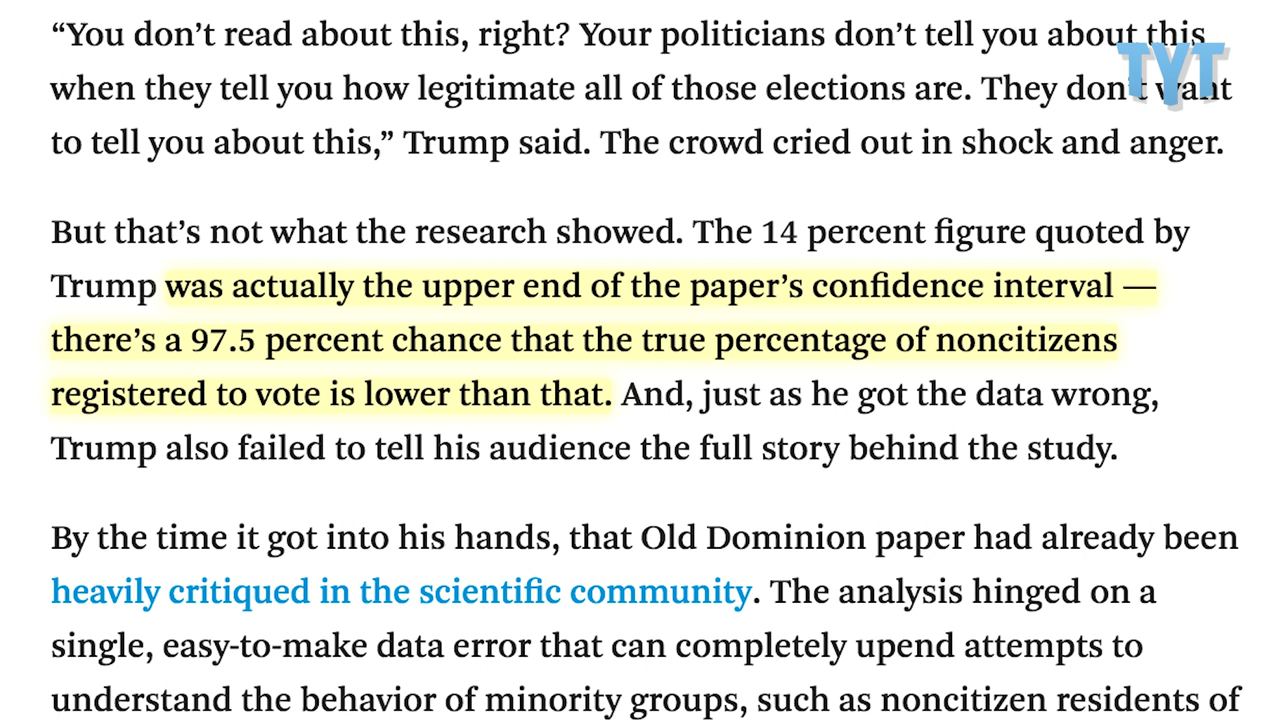 “You don’t read about this, right? Your politicians don’t tell you about this
when they tell you how legitimate all of those elections are. They don’t want
to tell you about this,” Trump said. The crowd cried out in shock and anger.
But that’s not what the research showed. The 14 percent figure quoted by
Trump was actually the upper end of the paper’s confidence interval —
there’s a 97.5 percent chance that the true percentage of noncitizens
registered to vote is lower than that. And, just as he got the data wrong,
Trump also failed to tell his audience the full story behind the study.
By the time it got into his hands, that Old Dominion paper had already been
heavily critiqued in the scientific community. The analysis hinged on a
single, easy-to-make data error that can completely upend attempts to
understand the behavior of minority groups, such as noncitizen residents of
TYT